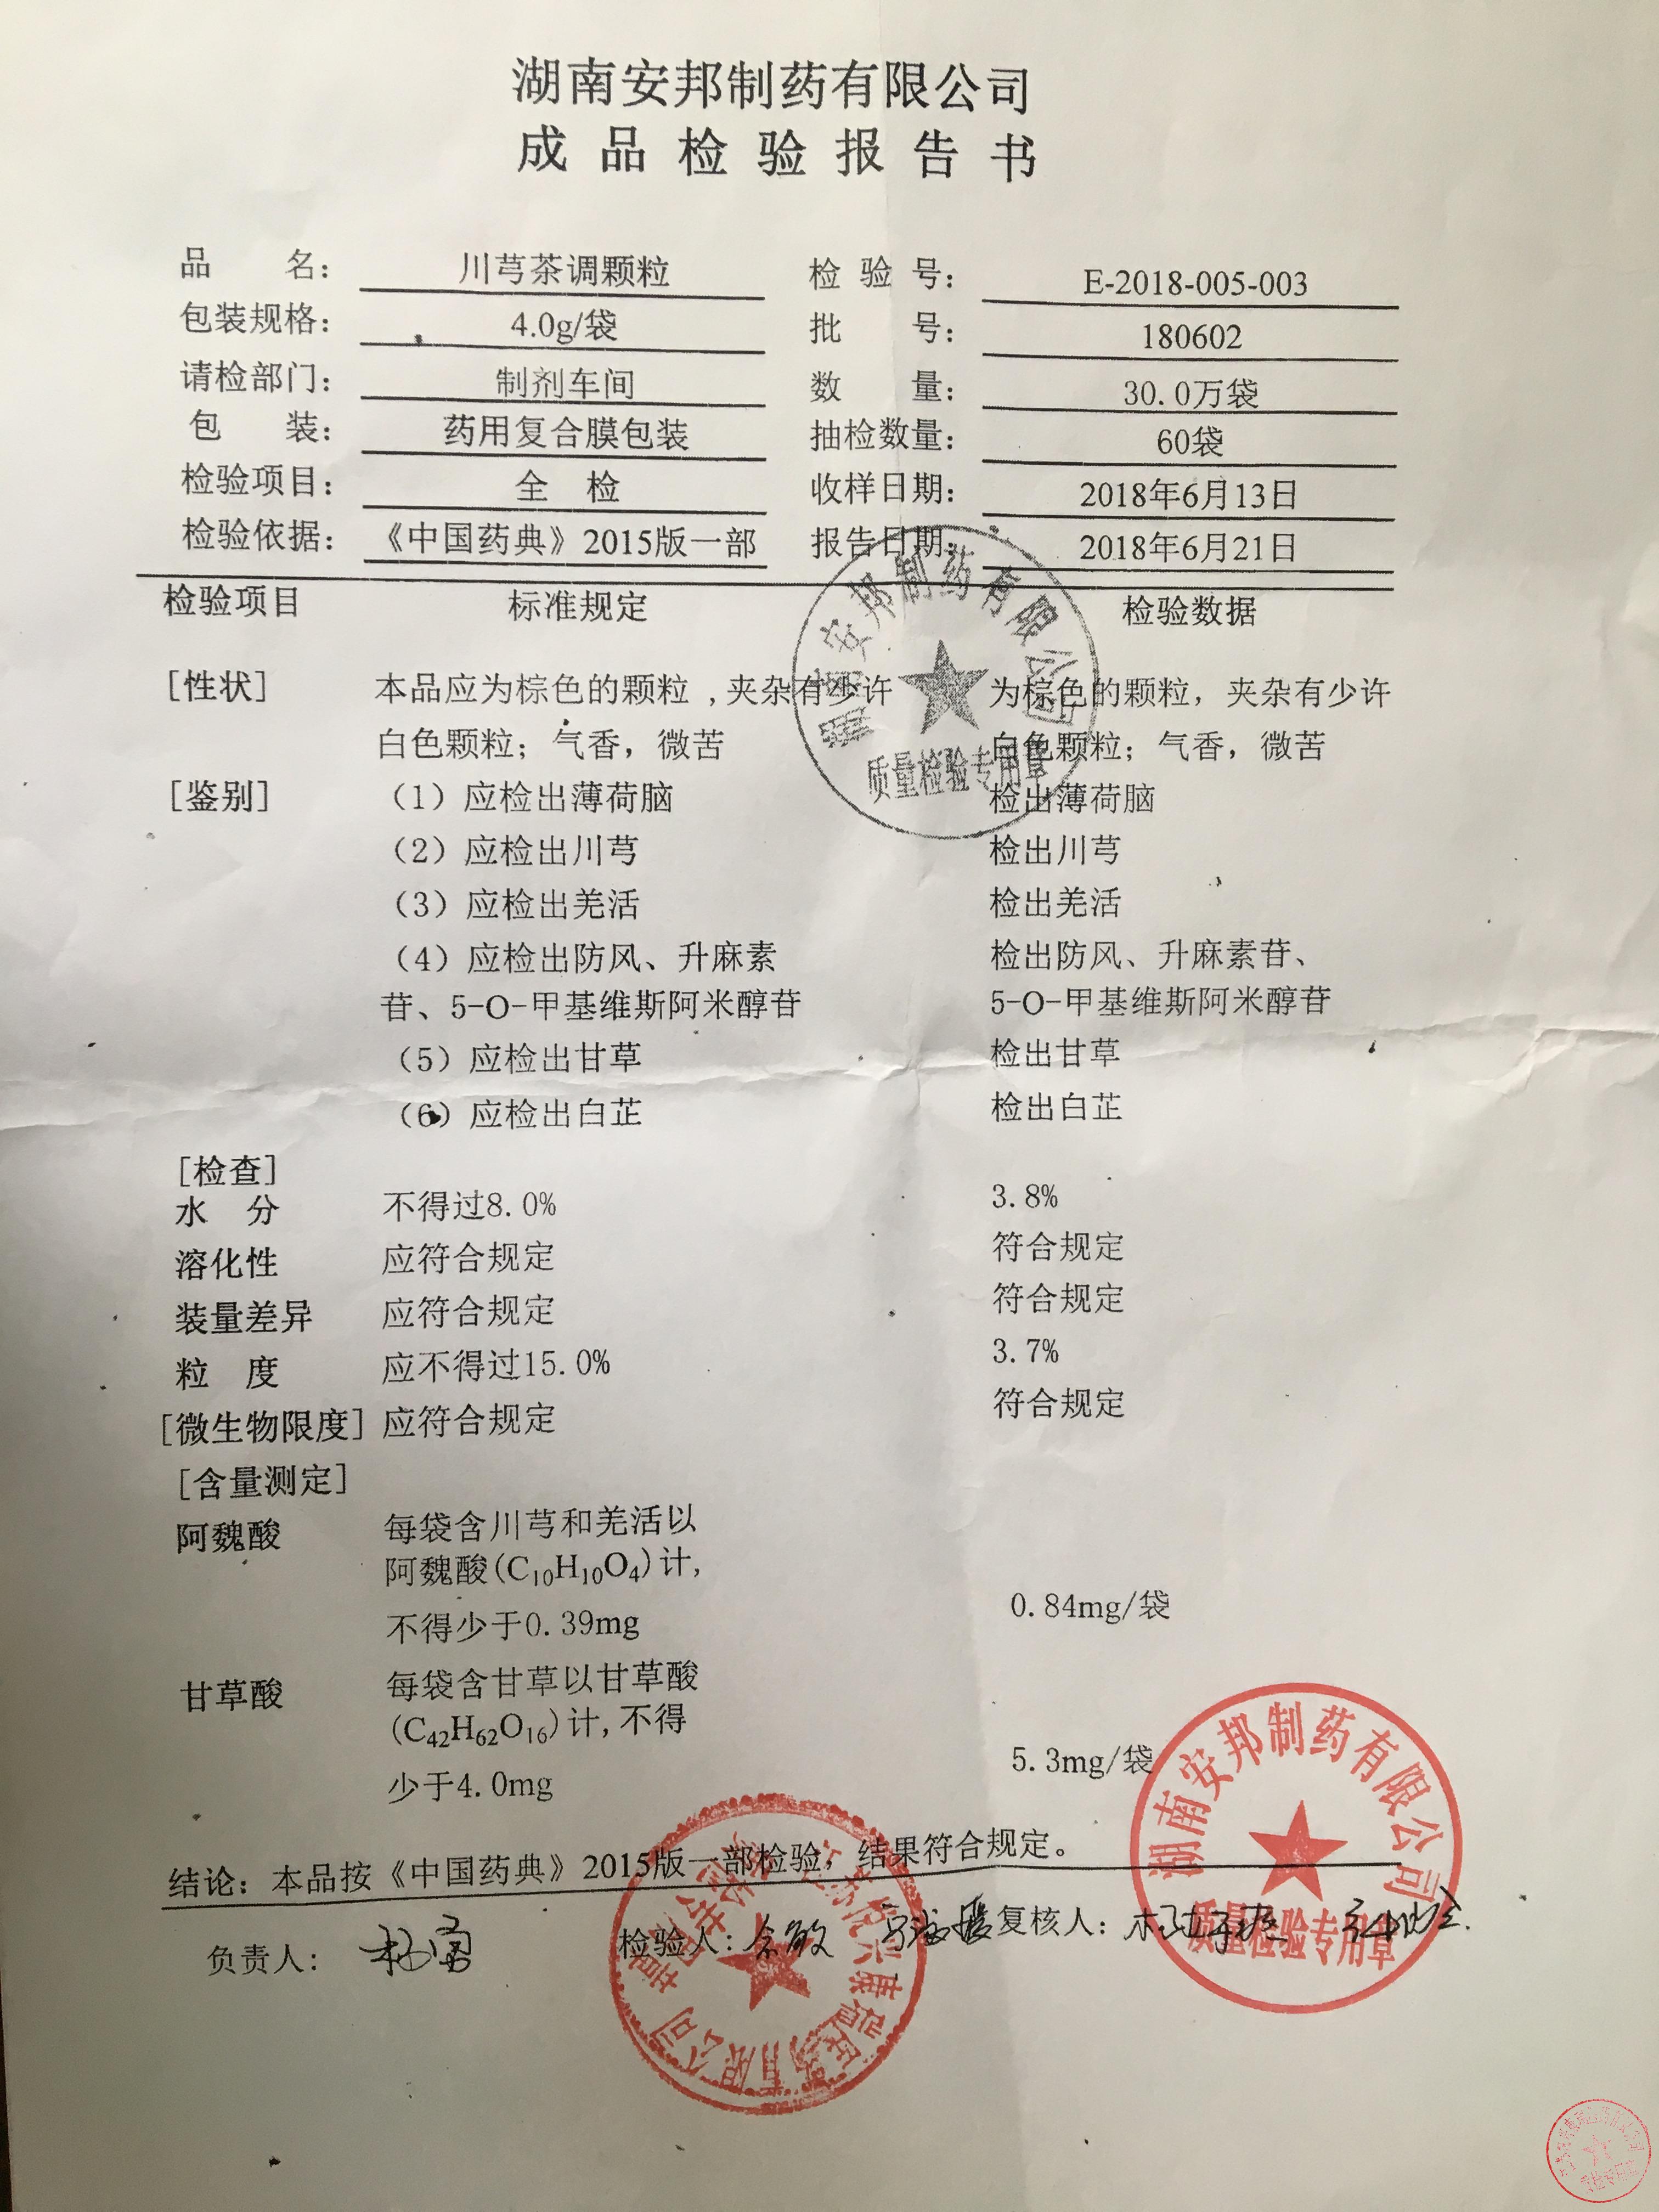 湖南安邦制药有限公司
成品检验报告书
品 名： 川芎茶调颗粒 检 验 号： E-2018-005-003
包装规格： 4.0g/袋 批 号： 180602
请检部门： 制剂车间 数 量： 30.0万袋
包 装： 药用复合膜包装 抽检数量： 60袋
检验项目： 全 检 收样日期： 2018年6月13日
检验依据： 《中国药典》2015版一部 报告日期： 2018年6月21日
检验项目 标准规定 检验数据
[性状] 本品应为棕色的颗粒，夹杂有少许 为棕色的颗粒，夹杂有少许
白色颗粒；气香，微苦 白色颗粒；气香，微苦
[鉴别] （1）应检出薄荷脑 检出薄荷脑
（2）应检出川芎 检出川芎
（3）应检出羌活 检出羌活
（4）应检出防风、升麻素 检出防风、升麻素苷、
苷、5-O-甲基维斯阿米醇苷 5-O-甲基维斯阿米醇苷
（5）应检出甘草 检出甘草
（6）应检出白芷 检出白芷
[检查]
水 分 不得过8.0% 3.8%
溶化性 应符合规定 符合规定
装量差异 应符合规定 符合规定
粒 度 应不得过15.0% 3.7%
[微生物限度] 应符合规定 符合规定
[含量测定]
阿魏酸 每袋含川芎和羌活以
阿魏酸(C₁₀H₁₀O₄)计,
不得少于0.39mg 0.84mg/袋
甘草酸 每袋含甘草以甘草酸
(C₄₂H₆₂O₁₆)计,不得
少于4.0mg 5.3mg/袋
结论：本品按《中国药典》2015版一部检验，结果符合规定。
负责人： 检验人： 余敏 复核人：
湖南安邦制药有限公司
质量检验专用章
湖南安邦制药有限公司
质量检验专用章